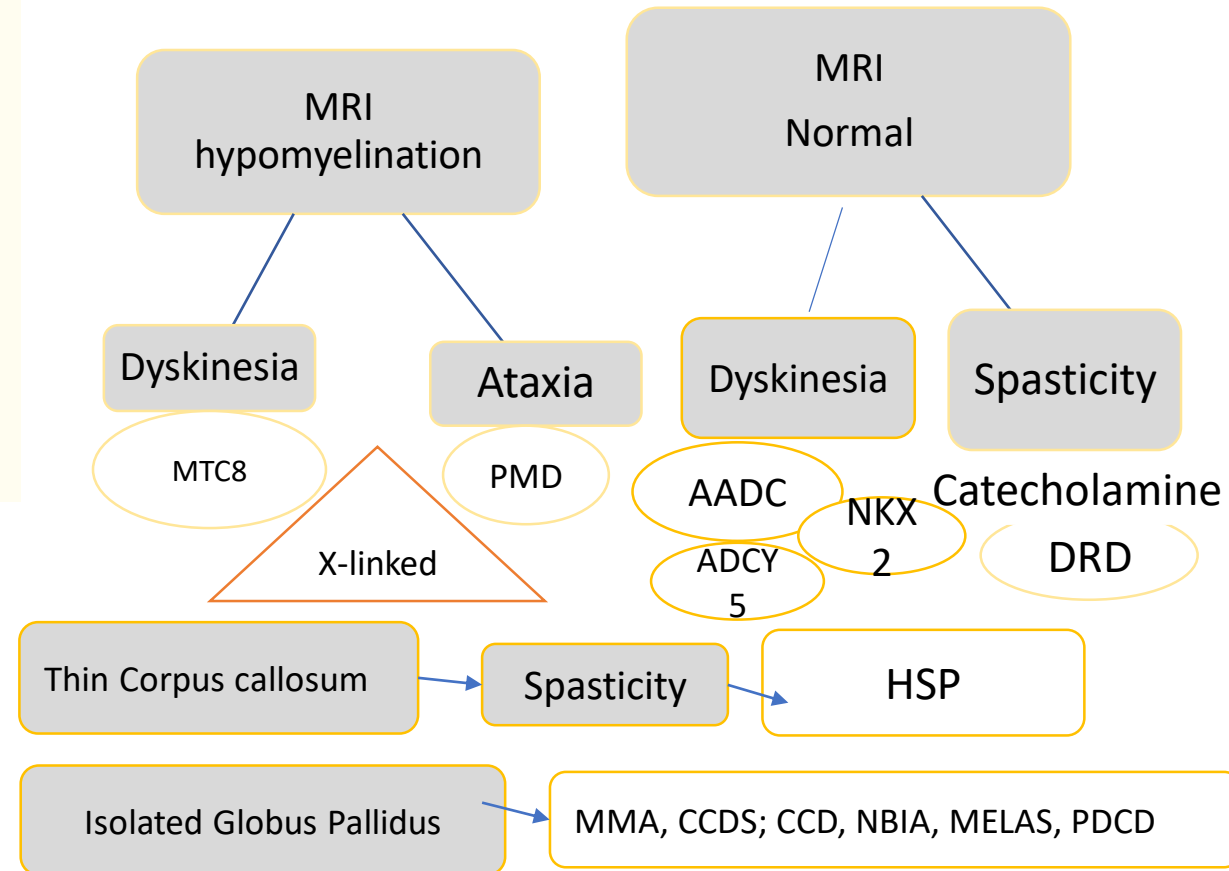 MRI
hypomyelination
MRI
Normal
Dyskinesia
Ataxia
Dyskinesia
Spasticity
MTC8
PMD
X-linked
AADC
NKX
2
ADCY
5
Catecholamine
DRD
Thin Corpus callosum
Spasticity
HSP
Isolated Globus Pallidus
MMA, CCDS; CCD, NBIA, MELAS, PDCD